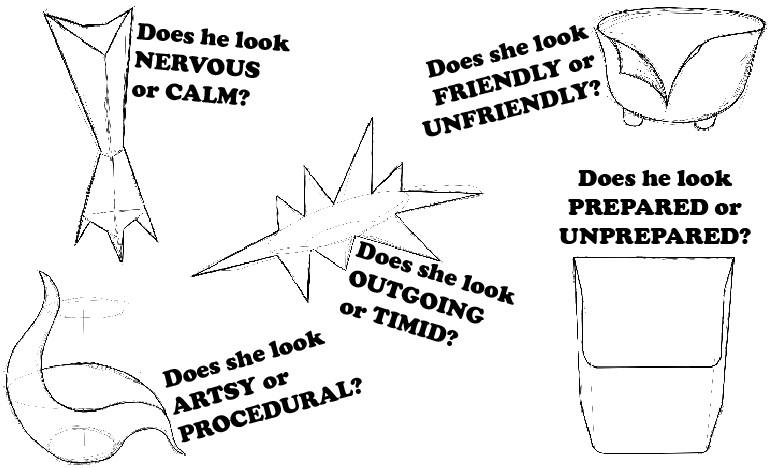 Does he look
NERVOUS
or CALM?
Does she look
FRIENDLY or
UNFRIENDLY?
Does he look
PREPARED or
UNPREPARED?
Does she look
OUTGOING
or TIMID?
Does she look
ARTSY or
PROCEDURAL?